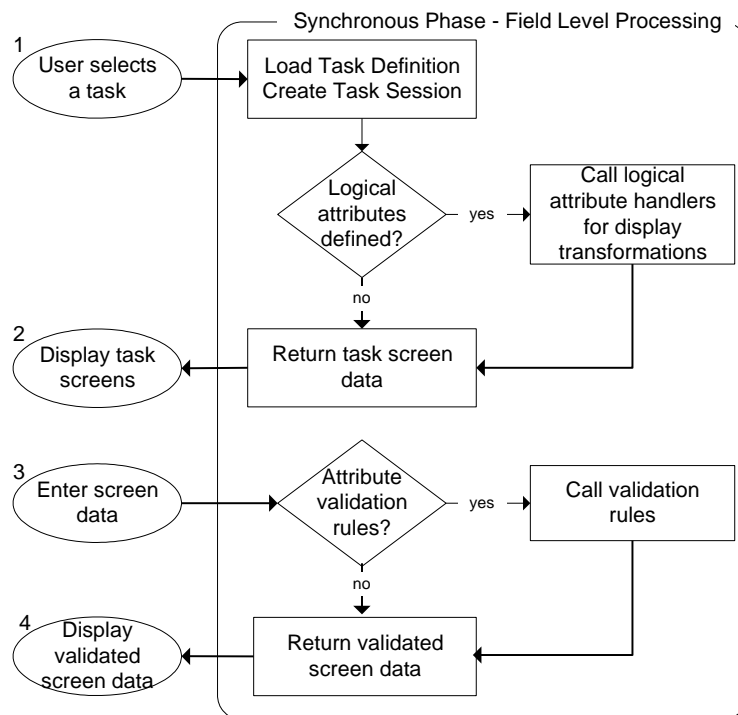 Synchronous Phase - Field Level Processing
1
User selects
a task
Load Task Definition
Create Task Session
Logical
attributes
defined?
yes
Call logical
attribute handlers
for display
transformations
no
2
Display task
screens
Return task screen
data
3
Enter screen
data
Attribute
validation
rules?
yes
Call validation
rules
no
4
Display
validated
screen data
Return validated
screen data